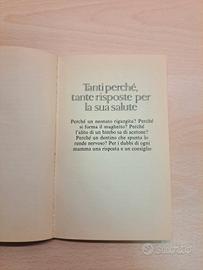 Tanti perché,
tante risposte per
la sua salute
Perché un neonato rigurgita? Perché
si forma il mughetto? Perché
l'alito di un bimbo sa di acetone?
Perché un dentino che spunta lo
rende nervoso? Per i dubbi di ogni
mamma una risposta e un consiglio
subito